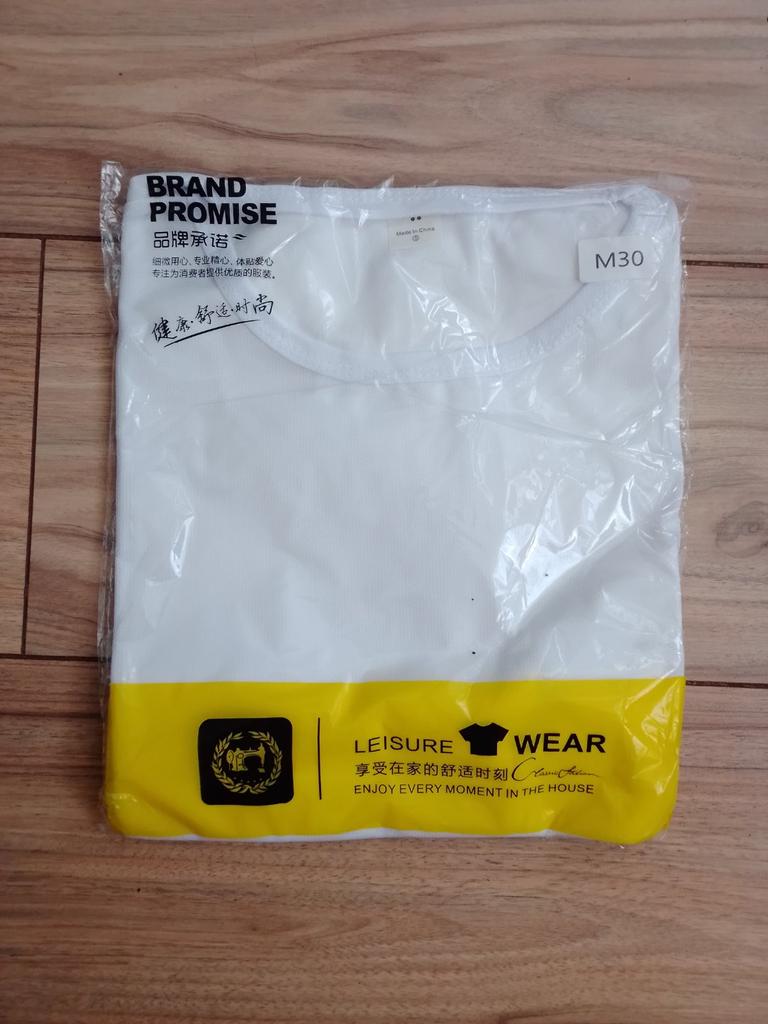 BRAND
PROMISE
品牌承诺
细微用心、专业精心、体贴爱心
专注为消费者提供优质的服装。
健康·舒适·时尚
Made In China
M30
LEISURE WEAR
享受在家的舒适时刻
ENJOY EVERY MOMENT IN THE HOUSE